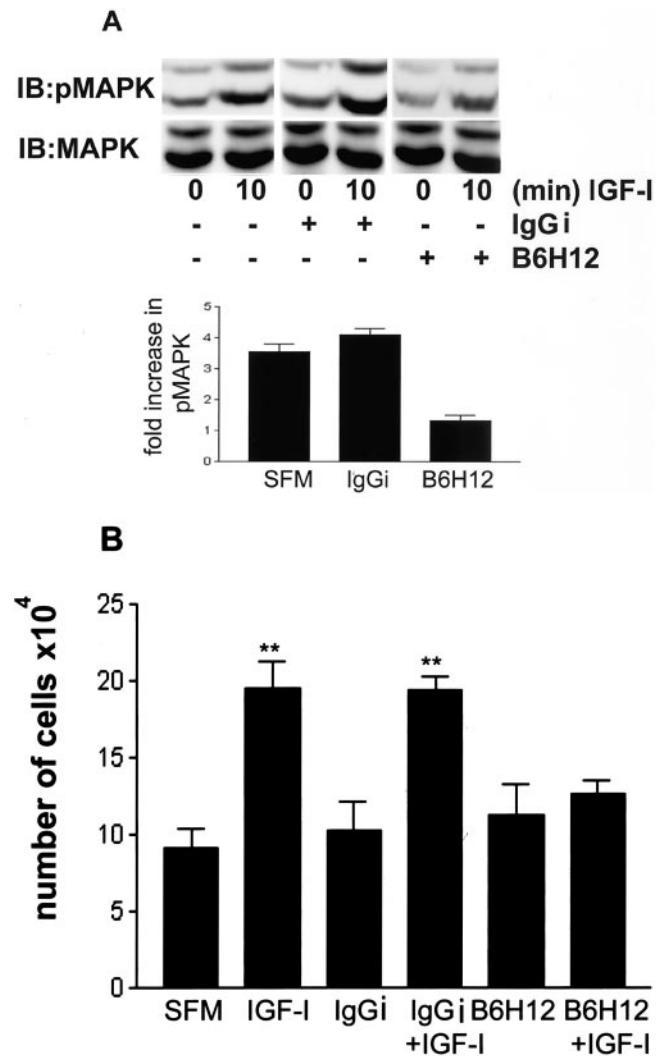 A
IB:pMAPK
IB:MAPK
0 10 0 10 0 10 (min) IGF-I
- - + + - - IgGi
- - - - + + B6H12
fold increase in
pMAPK
5
4
3
2
1
0
SFM IgGi B6H12
B
number of cells x10^4
25
20
15
10
5
0
** **
SFM IGF-I IgGi IgGi B6H12 B6H12
+IGF-I +IGF-I